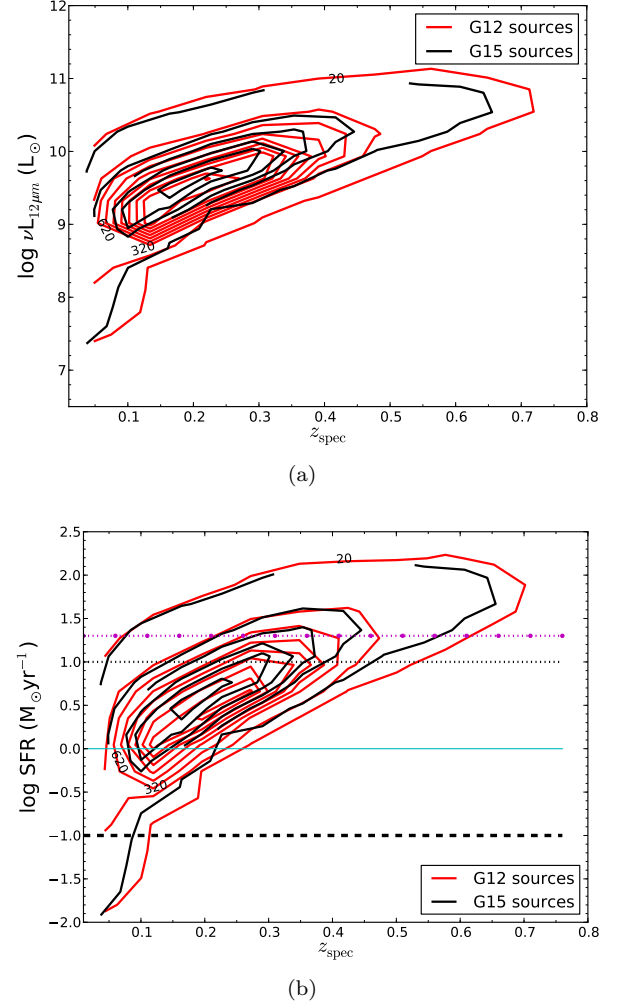 12
11
10
9
8
7
0.1 0.2 0.3 0.4 0.5 0.6 0.7 0.8
log νL₁₂μm (L⊙)
z_spec
G12 sources
G15 sources
20
620
320
(a)
2.5
2.0
1.5
1.0
0.5
0.0
−0.5
−1.0
−1.5
−2.0
0.1 0.2 0.3 0.4 0.5 0.6 0.7 0.8
log SFR (M⊙yr⁻¹)
z_spec
20
620
320
G12 sources
G15 sources
(b)